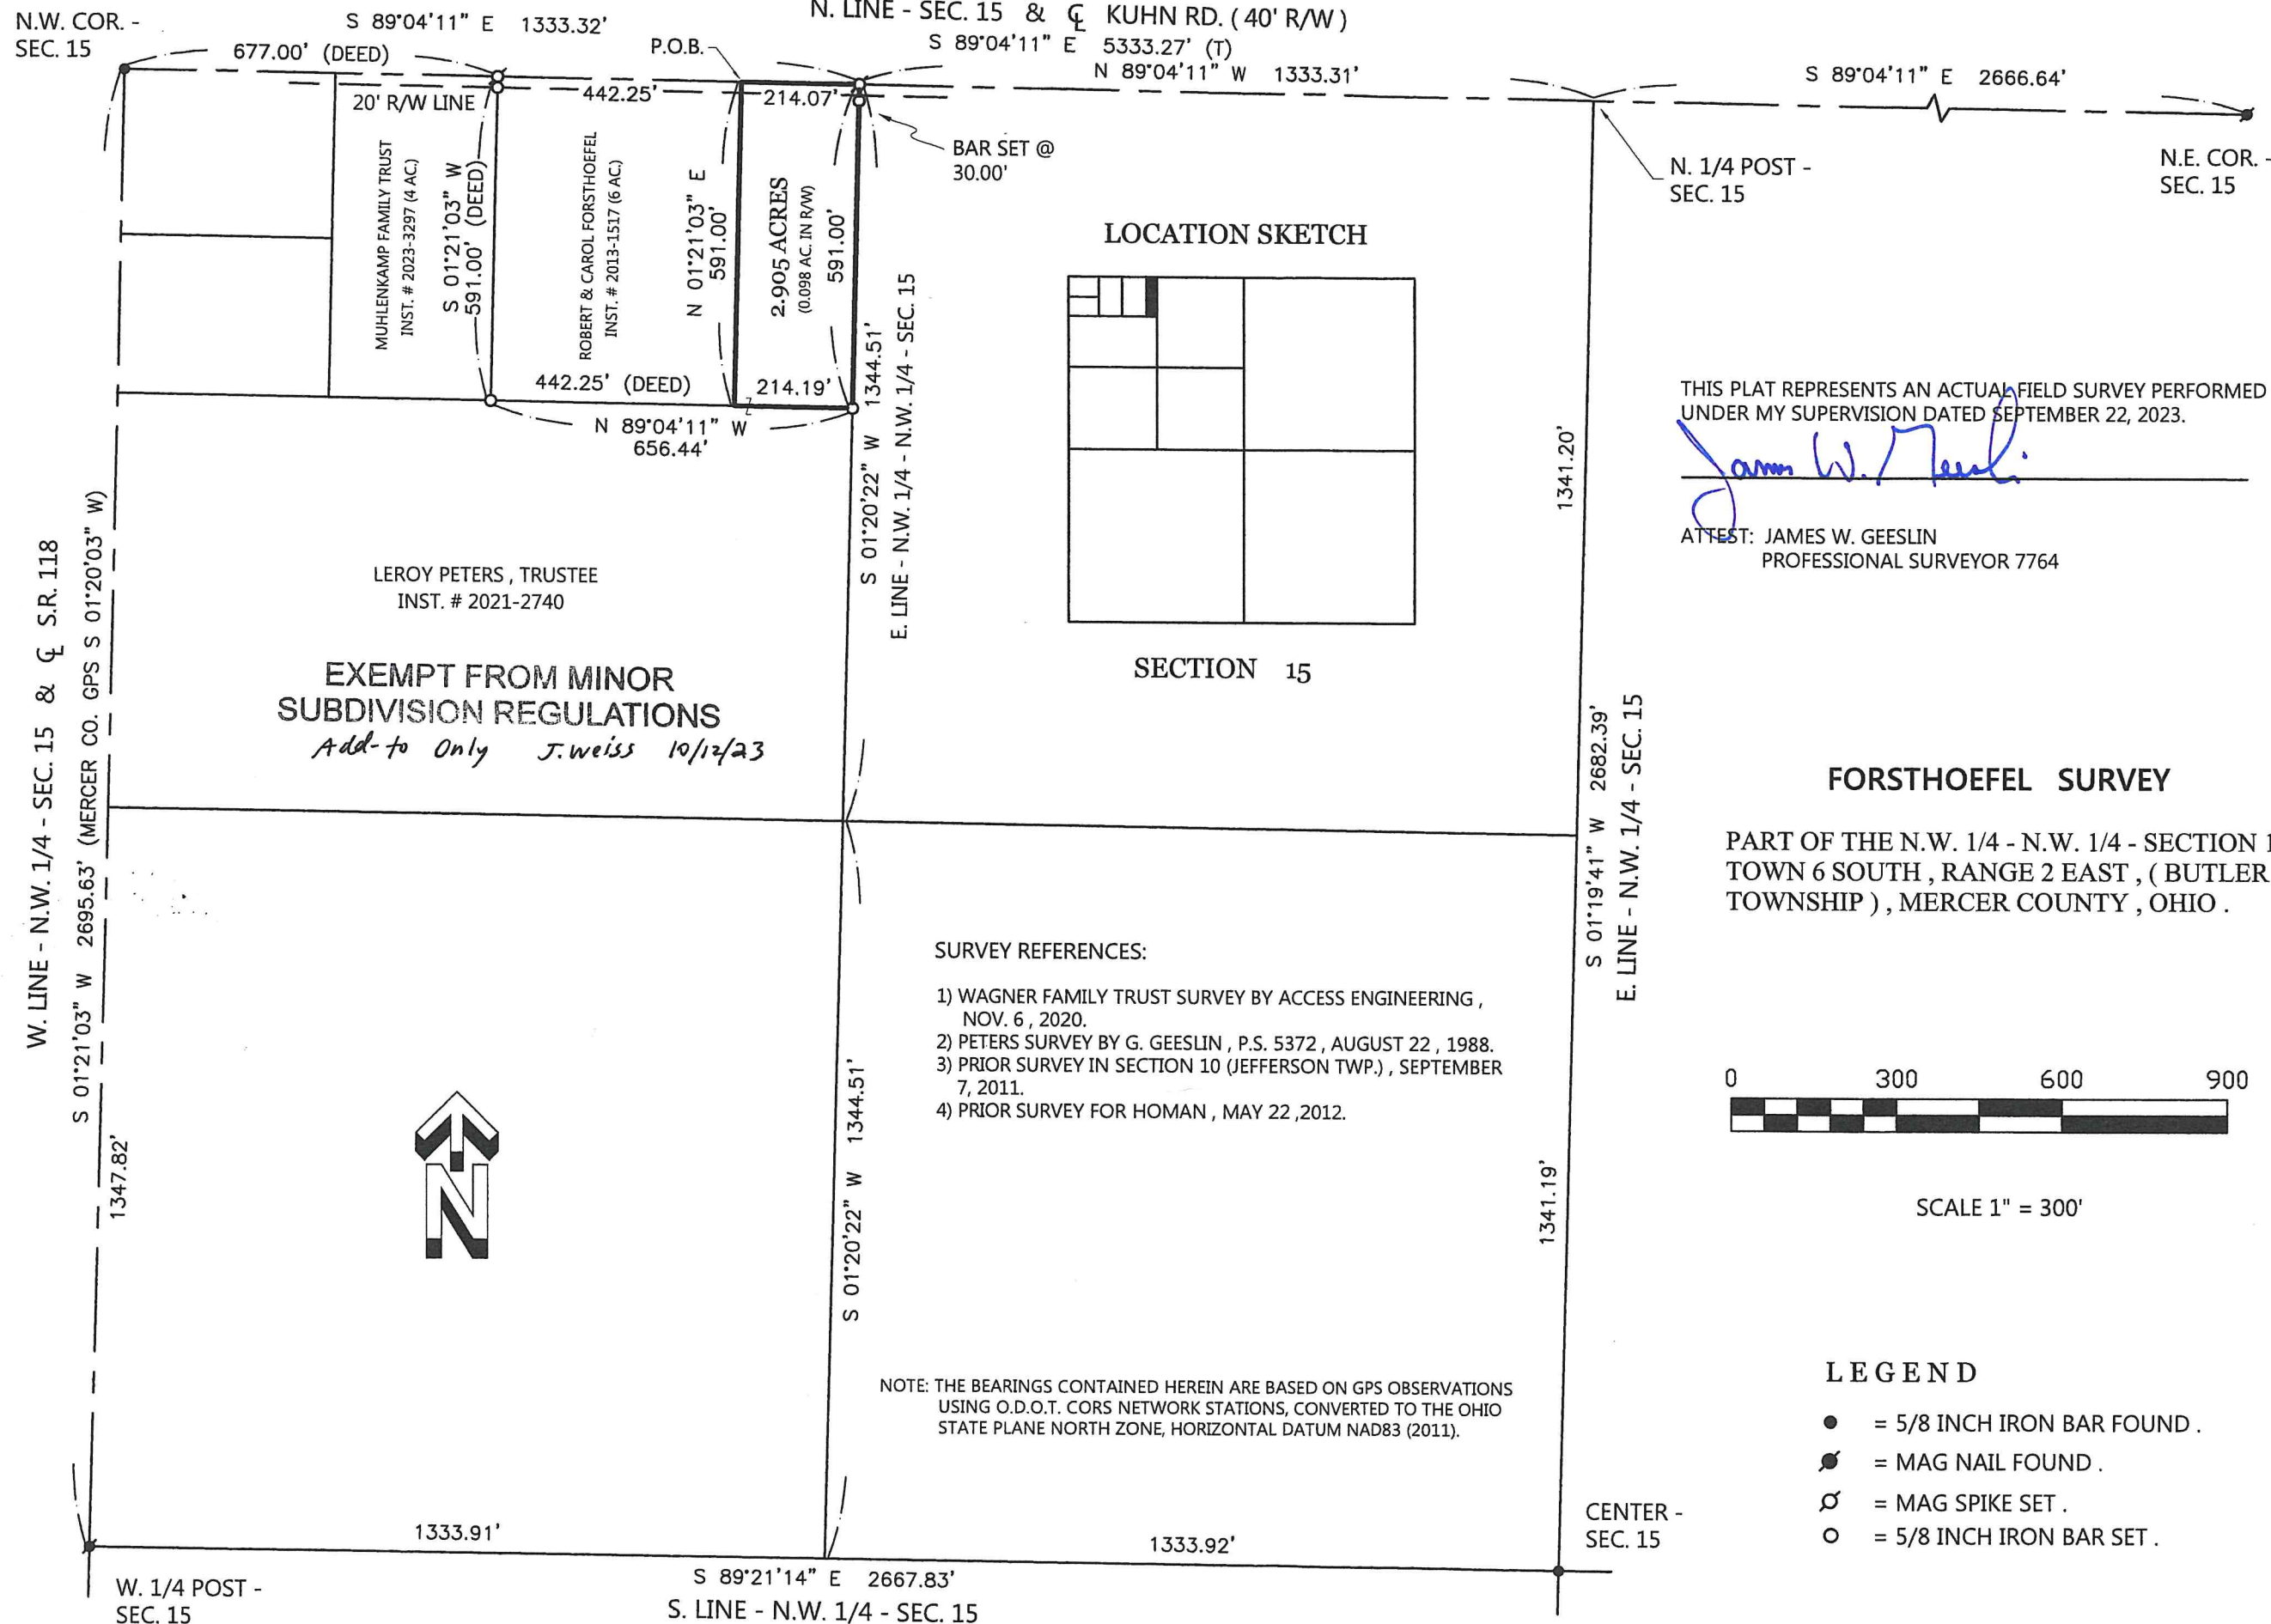 N.W. COR. -
SEC. 15
S 89°04'11" E 1333.32'
677.00' (DEED)
P.O.B.
N. LINE - SEC. 15 & ℄ KUHN RD. ( 40' R/W )
S 89°04'11" E 5333.27' (T)
N 89°04'11" W 1333.31'
S 89°04'11" E 2666.64'
20' R/W LINE
442.25'
214.07'
BAR SET @
30.00'
N. 1/4 POST -
SEC. 15
N.E. COR. -
SEC. 15
MUHLENKAMP FAMILY TRUST
INST. # 2023-3297 (4 AC.)
S 01°21'03" W
591.00' (DEED)
ROBERT & CAROL FORSTHOEFEL
INST. # 2013-1517 (6 AC.)
N 01°21'03" E
591.00'
2.905 ACRES
(0.098 AC. IN R/W)
591.00'
442.25' (DEED)
214.19'
N 89°04'11" W
656.44'
S 01°20'22" W 1344.51'
E. LINE - N.W. 1/4 - N.W. 1/4 - SEC. 15
LOCATION SKETCH
SECTION 15
1341.20'
THIS PLAT REPRESENTS AN ACTUAL FIELD SURVEY PERFORMED
UNDER MY SUPERVISION DATED SEPTEMBER 22, 2023.
James W. Geeslin
ATTEST: JAMES W. GEESLIN
PROFESSIONAL SURVEYOR 7764
LEROY PETERS , TRUSTEE
INST. # 2021-2740
EXEMPT FROM MINOR
SUBDIVISION REGULATIONS
Add-to Only J. Weiss 10/12/23
W. LINE - N.W. 1/4 - SEC. 15 & ℄ S.R. 118
S 01°21'03" W 2695.63' (MERCER CO. GPS S 01°20'03" W)
1347.82'
S 01°19'41" W 2682.39'
E. LINE - N.W. 1/4 - SEC. 15
FORSTHOEFEL SURVEY
PART OF THE N.W. 1/4 - N.W. 1/4 - SECTION 1
TOWN 6 SOUTH , RANGE 2 EAST , ( BUTLER
TOWNSHIP ) , MERCER COUNTY , OHIO .
SURVEY REFERENCES:
1) WAGNER FAMILY TRUST SURVEY BY ACCESS ENGINEERING ,
NOV. 6 , 2020.
2) PETERS SURVEY BY G. GEESLIN , P.S. 5372 , AUGUST 22 , 1988.
3) PRIOR SURVEY IN SECTION 10 (JEFFERSON TWP.) , SEPTEMBER
7, 2011.
4) PRIOR SURVEY FOR HOMAN , MAY 22 ,2012.
N
S 01°20'22" W 1344.51'
1341.19'
0 300 600 900
SCALE 1" = 300'
NOTE: THE BEARINGS CONTAINED HEREIN ARE BASED ON GPS OBSERVATIONS
USING O.D.O.T. CORS NETWORK STATIONS, CONVERTED TO THE OHIO
STATE PLANE NORTH ZONE, HORIZONTAL DATUM NAD83 (2011).
LEGEND
= 5/8 INCH IRON BAR FOUND .
= MAG NAIL FOUND .
= MAG SPIKE SET .
= 5/8 INCH IRON BAR SET .
CENTER -
SEC. 15
1333.91'
1333.92'
W. 1/4 POST -
SEC. 15
S 89°21'14" E 2667.83'
S. LINE - N.W. 1/4 - SEC. 15